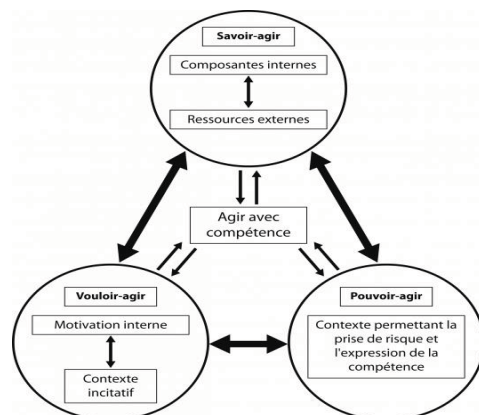 Savoir-agir
Composantes internes
Ressources externes
Agir avec
compétence
Vouloir-agir
Motivation interne
Contexte
incitatif
Pouvoir-agir
Contexte permettant la
prise de risque et
l'expression de la
compétence